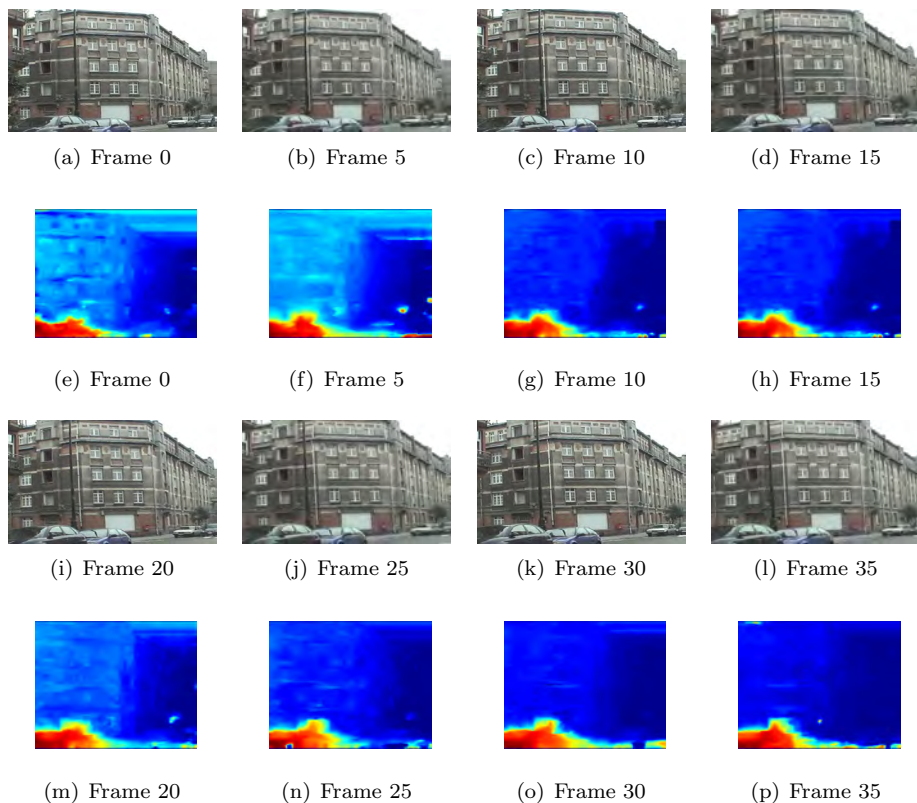 (a) Frame 0 (b) Frame 5 (c) Frame 10 (d) Frame 15
(e) Frame 0 (f) Frame 5 (g) Frame 10 (h) Frame 15
(i) Frame 20 (j) Frame 25 (k) Frame 30 (l) Frame 35
(m) Frame 20 (n) Frame 25 (o) Frame 30 (p) Frame 35